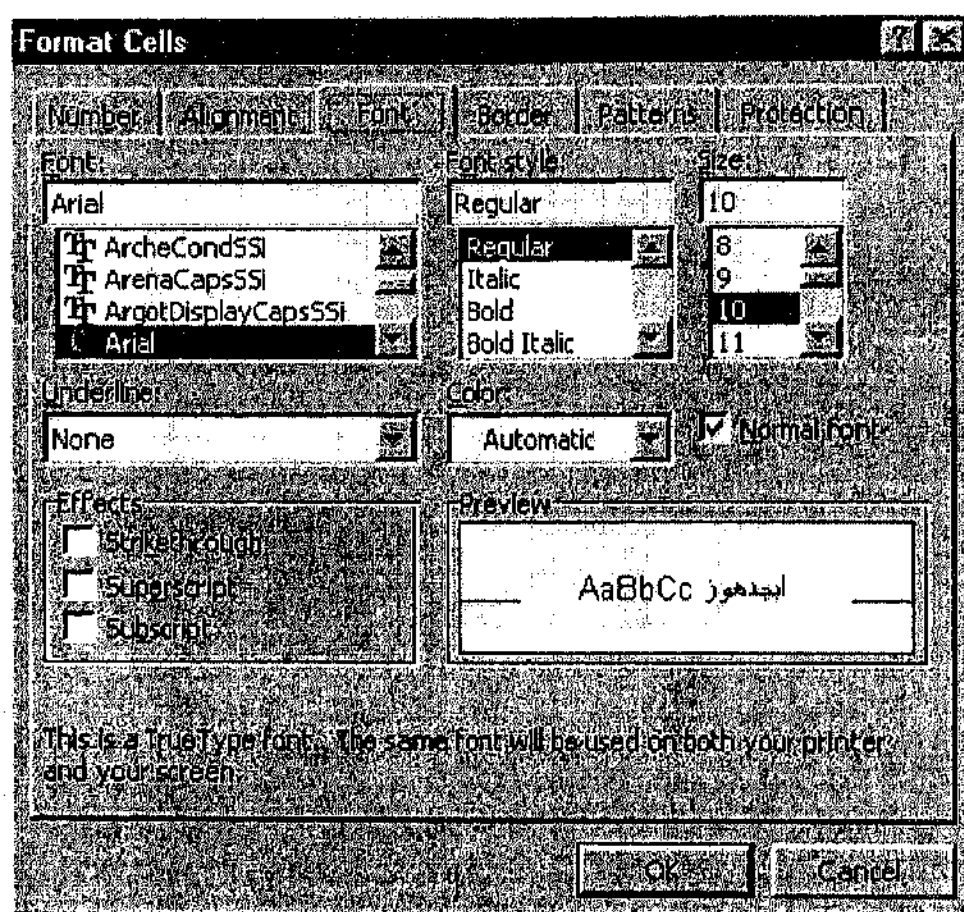 Format Cells
Number Alignment Font Border Patterns Protection
Font: Font style: Size:
Arial Regular 10
ArcheCondSSi Regular 8
ArenaCapsSSi Italic 9
ArgotDisplayCapsSSi Bold 10
Arial Bold Italic 11
Underline: Color:
None Automatic Normal font
Effects Preview
Strikethrough
Superscript
Subscript
AaBbCc ابجدهوز
This is a TrueType font. The same font will be used on both your printer
and your screen.
OK Cancel